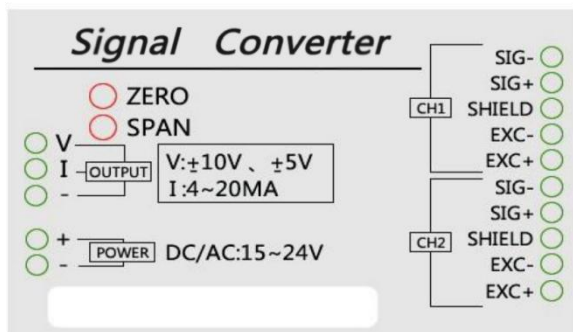 Signal Converter
ZERO
SPAN
V
I
-
OUTPUT
V:±10V 、±5V
I:4~20MA
+
-
POWER
DC/AC:15~24V
CH1
SIG-
SIG+
SHIELD
EXC-
EXC+
CH2
SIG-
SIG+
SHIELD
EXC-
EXC+